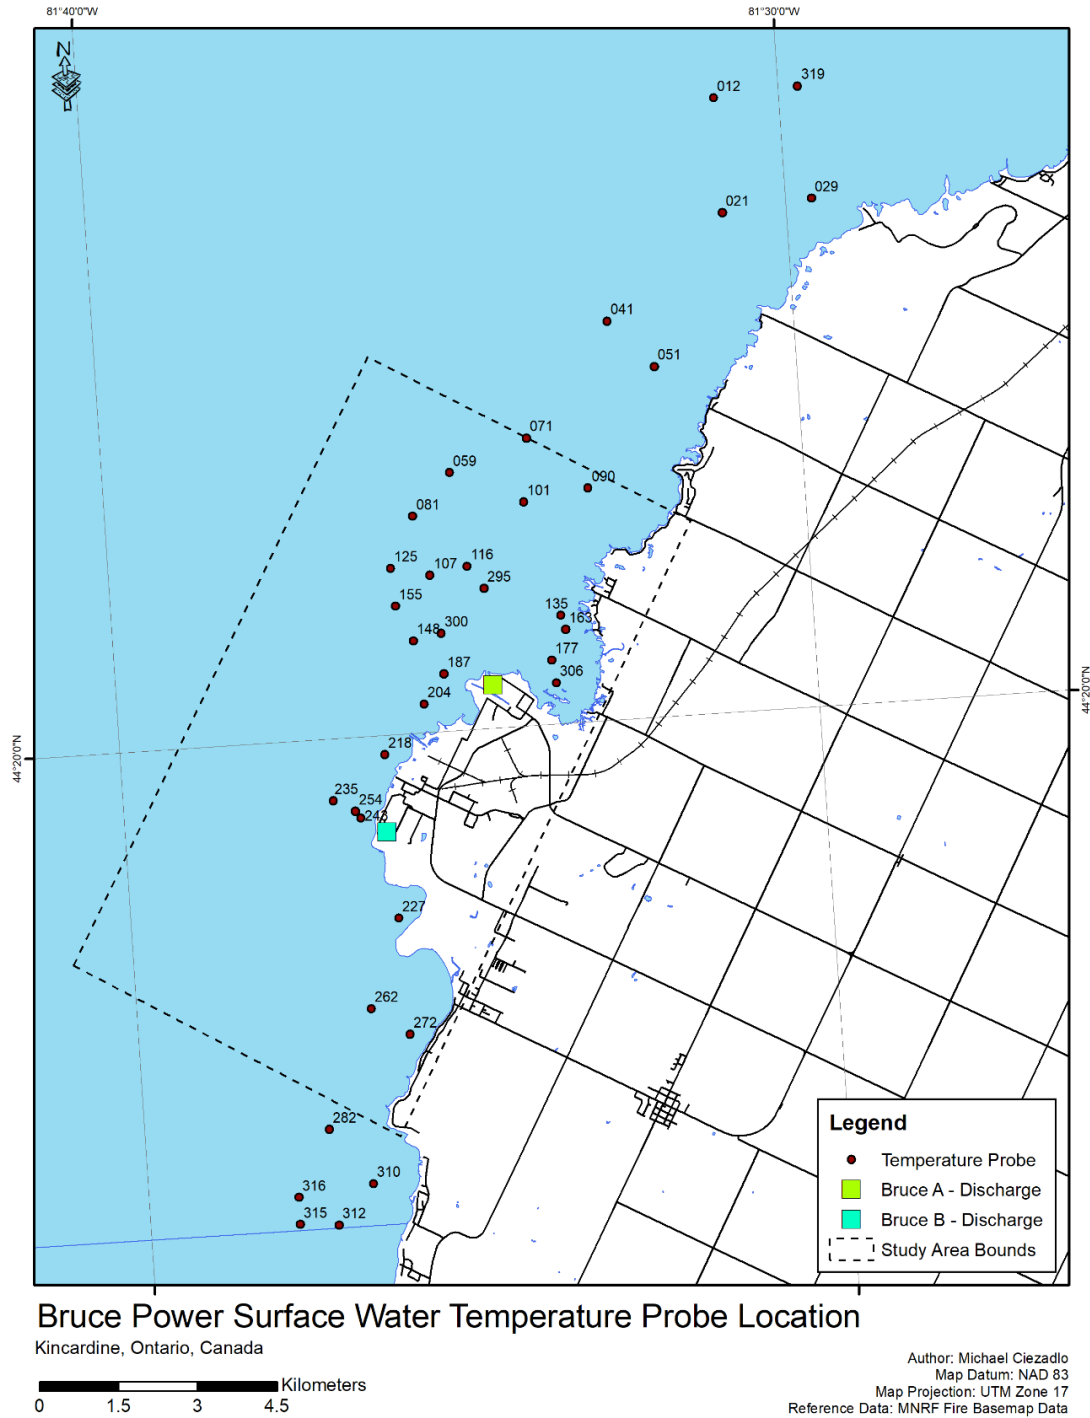 81°40'0"W
81°30'0"W
N
012
319
029
021
041
051
071
059
090
101
081
125
107
116
295
155
135
163
148
300
177
187
306
204
44°20'0"N
218
44°20'0"N
235
254
243
227
262
272
282
310
316
315
312
Legend
Temperature Probe
Bruce A - Discharge
Bruce B - Discharge
Study Area Bounds
Bruce Power Surface Water Temperature Probe Location
Kincardine, Ontario, Canada
Kilometers
0 1.5 3 4.5
Author: Michael Ciezadlo
Map Datum: NAD 83
Map Projection: UTM Zone 17
Reference Data: MNRF Fire Basemap Data